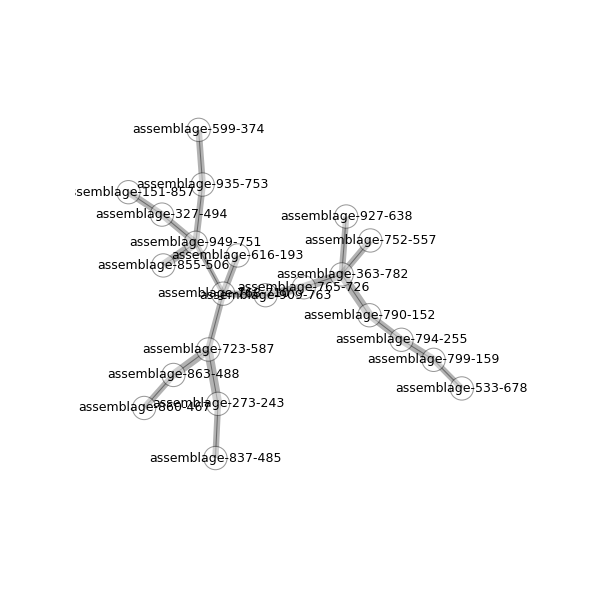 assemblage-599-374
assemblage-935-753
semblage-151-857
assemblage-327-494
assemblage-927-638
assemblage-752-557
assemblage-949-751
assemblage-616-193
assemblage-855-506
assemblage-363-782
assemblage-765-726
assemblage-909-763
assemblage-790-152
assemblage-794-255
assemblage-723-587
assemblage-799-159
assemblage-863-488
assemblage-533-678
assemblage-860-467
assemblage-273-243
assemblage-837-485